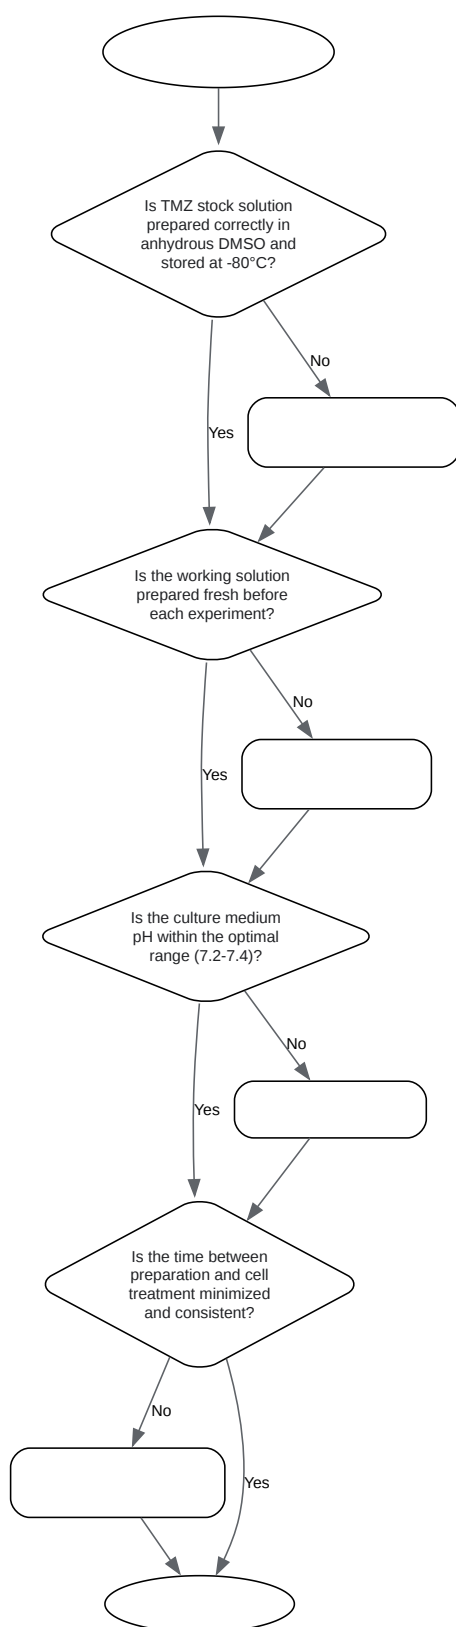 Is TMZ stock solution
prepared correctly in
anhydrous DMSO and
stored at -80°C?
No
Yes
Is the working solution
prepared fresh before
each experiment?
No
Yes
Is the culture medium
pH within the optimal
range (7.2-7.4)?
No
Yes
Is the time between
preparation and cell
treatment minimized
and consistent?
No
Yes